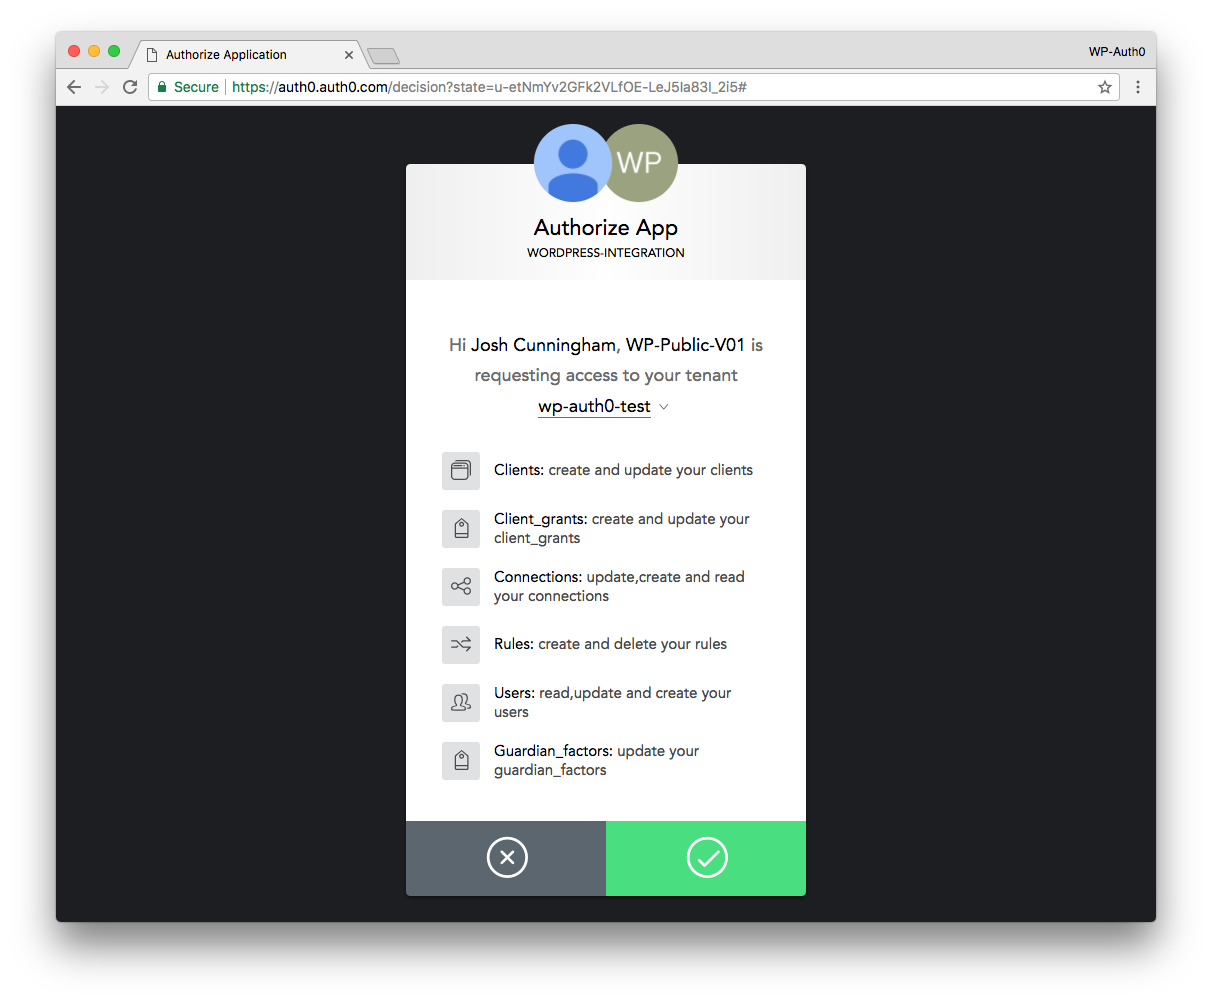 Authorize Application
WP-Auth0
Secure
https://auth0.auth0.com/decision?state=u-etNmYv2GFk2VLfOE-LeJ5la83l_2i5#
WP
Authorize App
WORDPRESS-INTEGRATION
Hi Josh Cunningham, WP-Public-V01 is
requesting access to your tenant
wp-auth0-test
Clients: create and update your clients
Client_grants: create and update your
client_grants
Connections: update,create and read
your connections
Rules: create and delete your rules
Users: read,update and create your
users
Guardian_factors: update your
guardian_factors